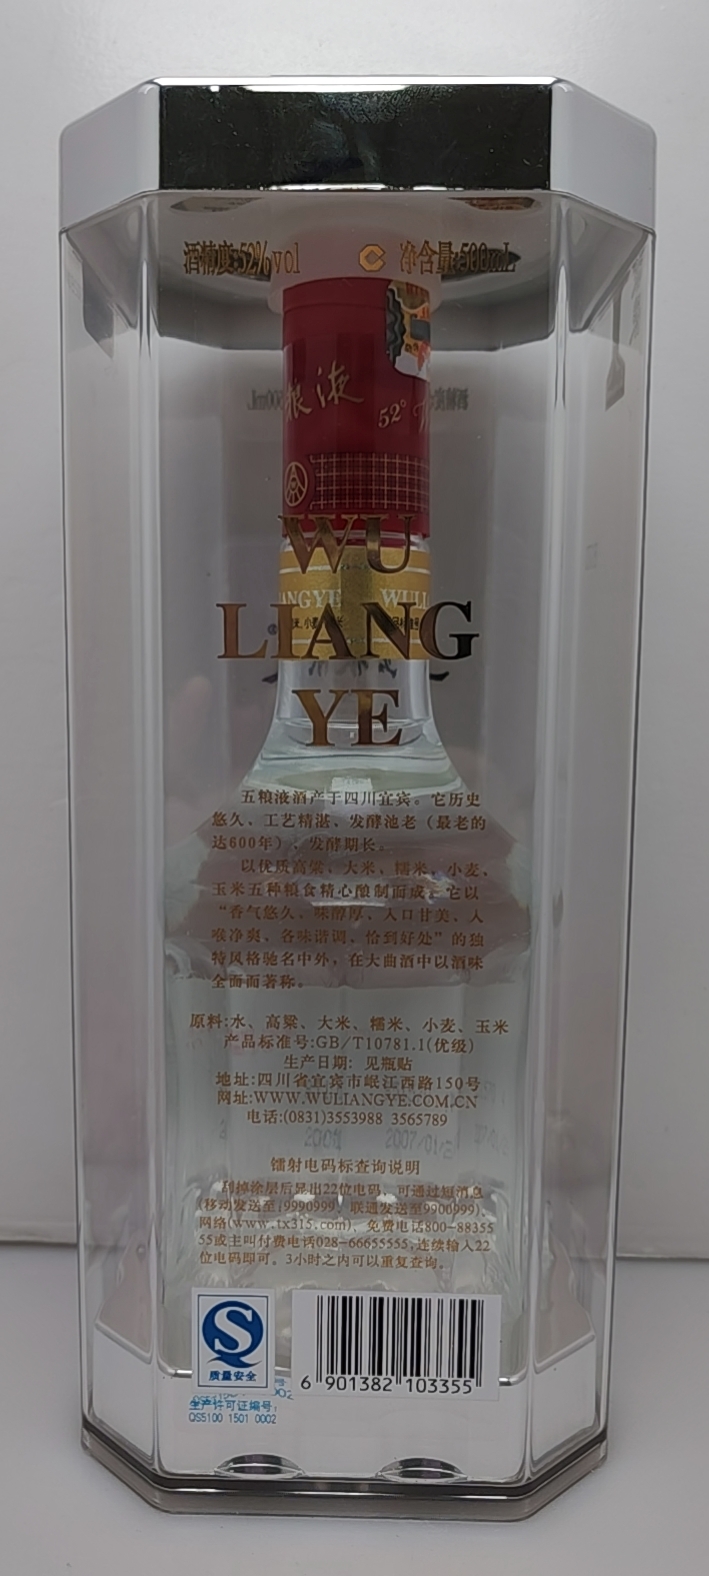 酒精度:52%vol 净含量:500mL
粮液
52°
WU
ANGYE WULI
LIANG
YE
五粮液酒产于四川宜宾。它历史
悠久、工艺精湛、发酵池老（最老的
达600年）、发酵期长。
以优质高粱、大米、糯米、小麦、
玉米五种粮食精心酿制而成。它以
“香气悠久、味醇厚、入口甘美、入
喉净爽、各味谐调、恰到好处”的独
特风格驰名中外，在大曲酒中以酒味
全面而著称。
原料:水、高粱、大米、糯米、小麦、玉米
产品标准号:GB/T10781.1(优级)
生产日期: 见瓶贴
地址:四川省宜宾市岷江西路150号
网址:WWW.WULIANGYE.COM.CN
电话:(0831)3553988 3565789
2007/01/2
镭射电码标查询说明
刮掉涂层后显出22位电码，可通过短消息
(移动发送至19990999，联通发送至9900999)、
网络(www.tx315.com)、免费电话800-88355
55或主叫付费电话028-66655555,连续输入22
位电码即可。3小时之内可以重复查询。
质量安全
6 901382 103355
生产许可证编号:
QS5100 1501 0002